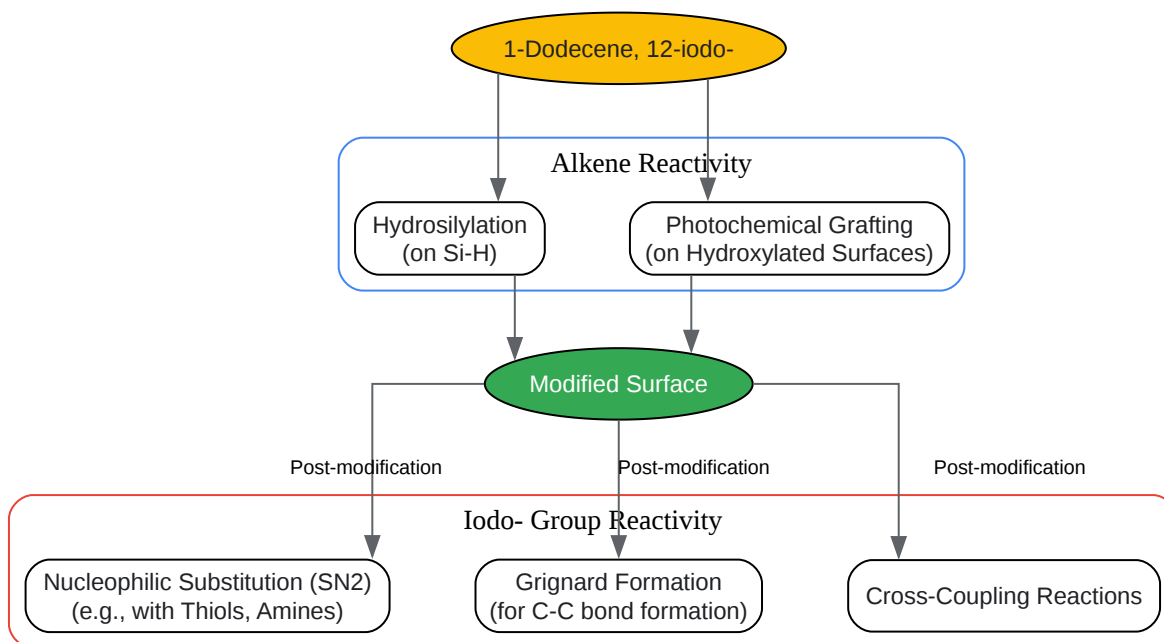 1-Dodecene, 12-iodo-
Alkene Reactivity
Hydrosilylation
(on Si-H)
Photochemical Grafting
(on Hydroxylated Surfaces)
Modified Surface
Post-modification
Post-modification
Post-modification
Iodo- Group Reactivity
Nucleophilic Substitution (SN2)
(e.g., with Thiols, Amines)
Grignard Formation
(for C-C bond formation)
Cross-Coupling Reactions